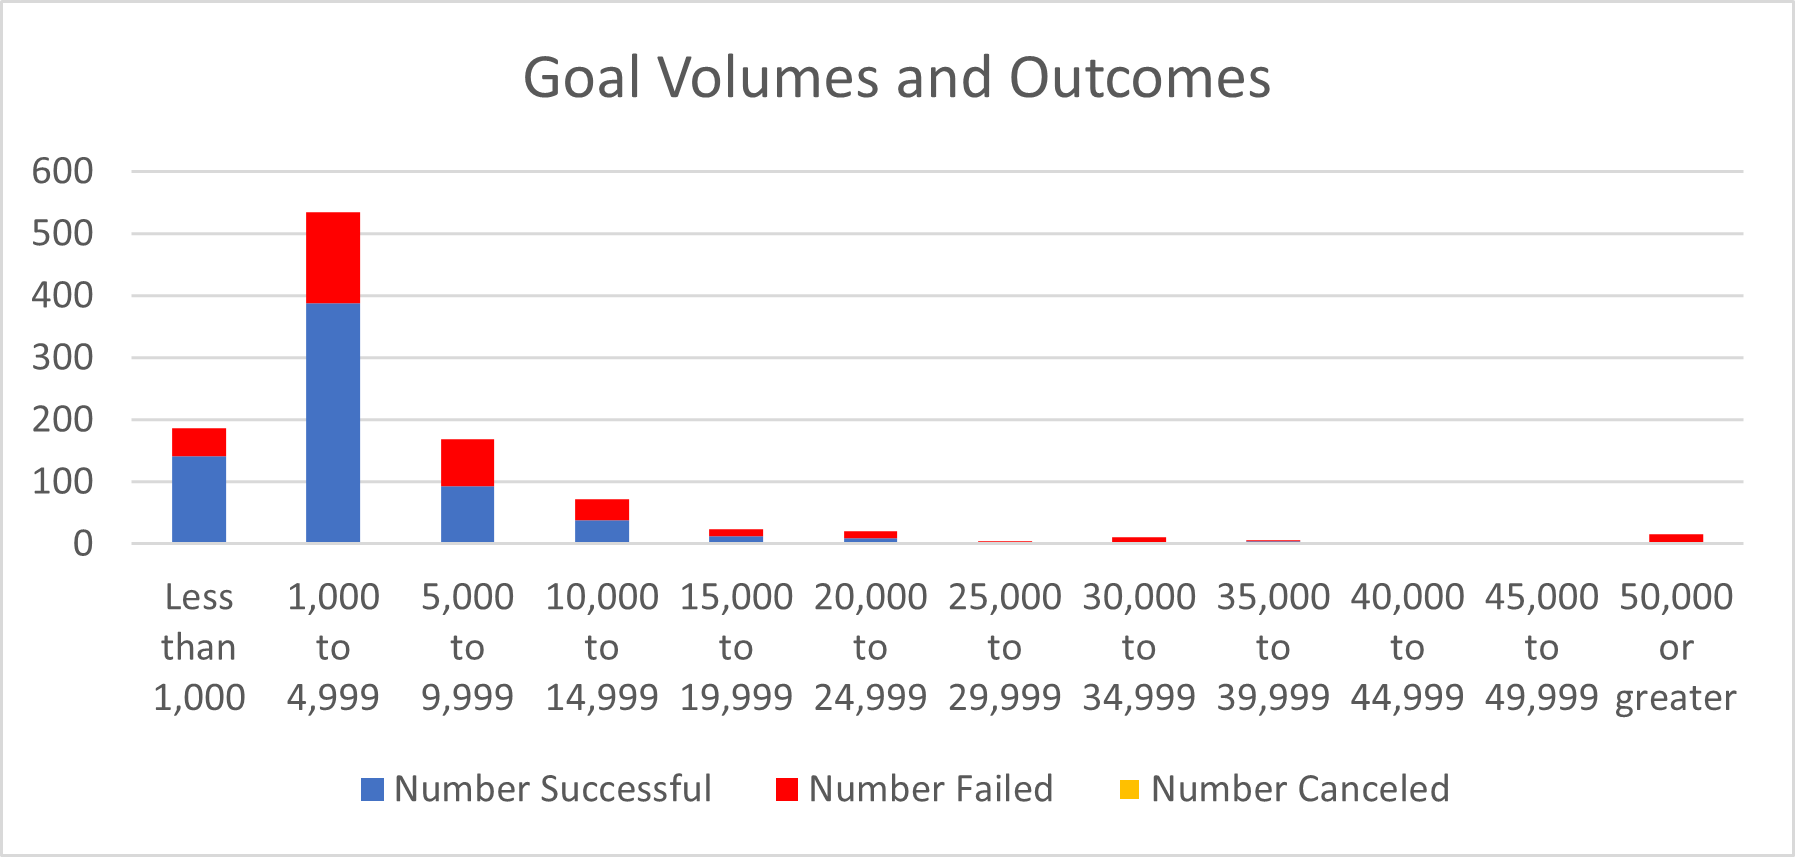 Goal Volumes and Outcomes
600
500
400
300
200
100
0
Less than 1,000
1,000 to 4,999
5,000 to 9,999
10,000 to 14,999
15,000 to 19,999
20,000 to 24,999
25,000 to 29,999
30,000 to 34,999
35,000 to 39,999
40,000 to 44,999
45,000 to 49,999
50,000 or greater
Number Successful
Number Failed
Number Canceled